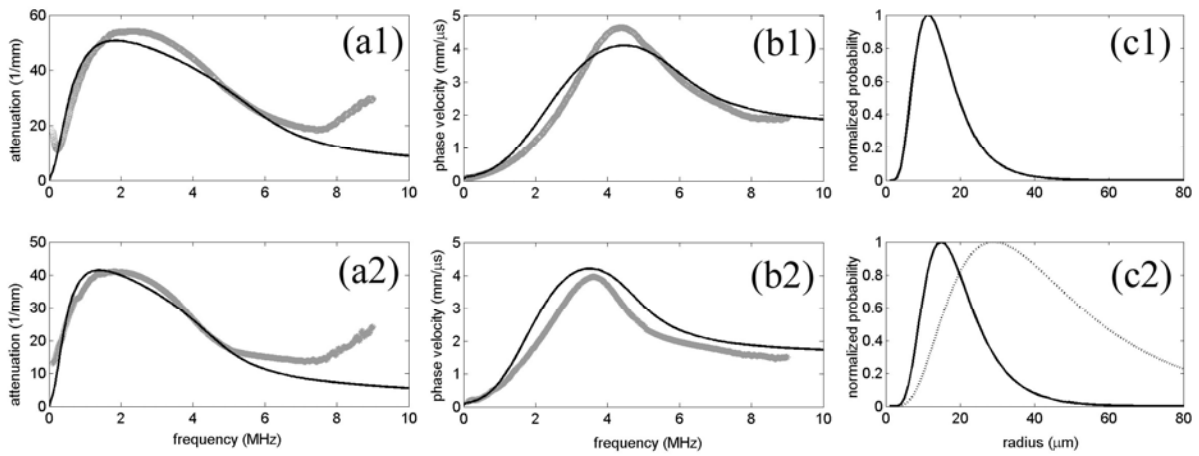 (a1)
attenuation (1/mm)
60
40
20
0
0 2 4 6 8 10
(b1)
phase velocity (mm/μs)
5
4
3
2
1
0
0 2 4 6 8 10
(c1)
normalized probability
1
0.8
0.6
0.4
0.2
0
0 20 40 60 80
(a2)
attenuation (1/mm)
50
40
30
20
10
0
0 2 4 6 8 10
frequency (MHz)
(b2)
phase velocity (mm/μs)
5
4
3
2
1
0
0 2 4 6 8 10
frequency (MHz)
(c2)
normalized probability
1
0.8
0.6
0.4
0.2
0
0 20 40 60 80
radius (μm)